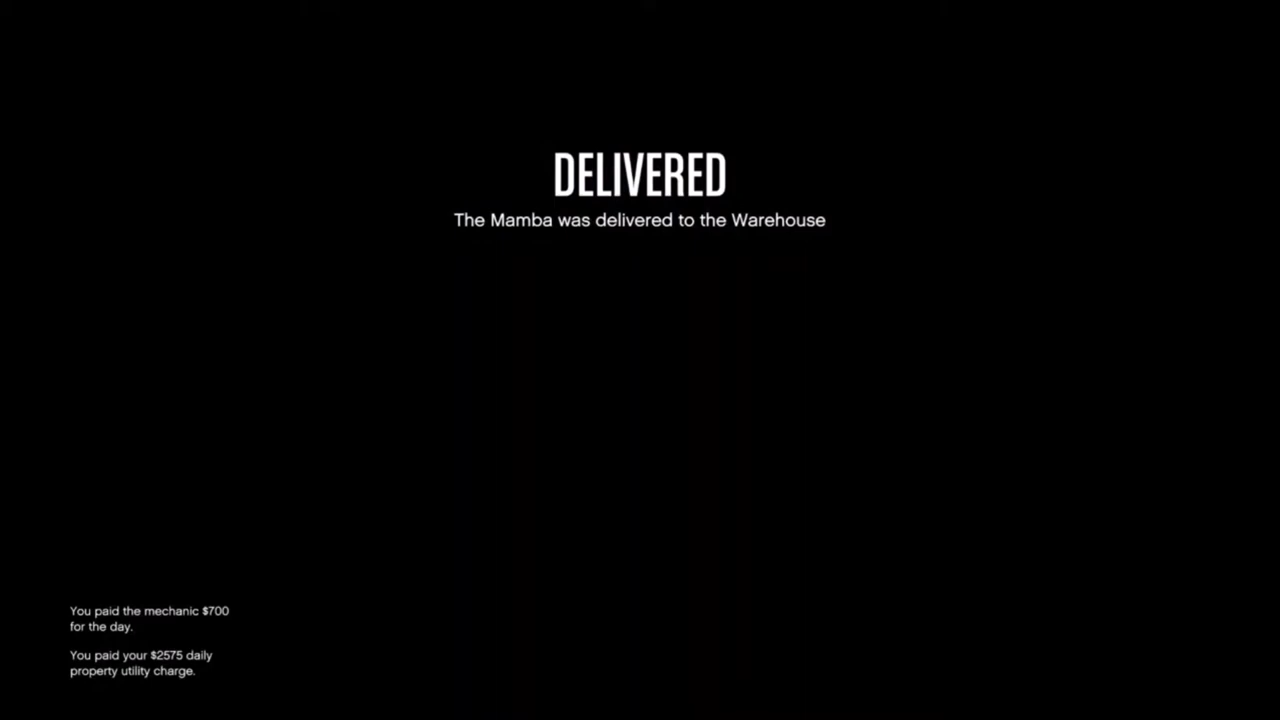 DELIVERED
The Mamba was delivered to the Warehouse
You paid the mechanic $700
for the day.
You paid your $2575 daily
property utility charge.